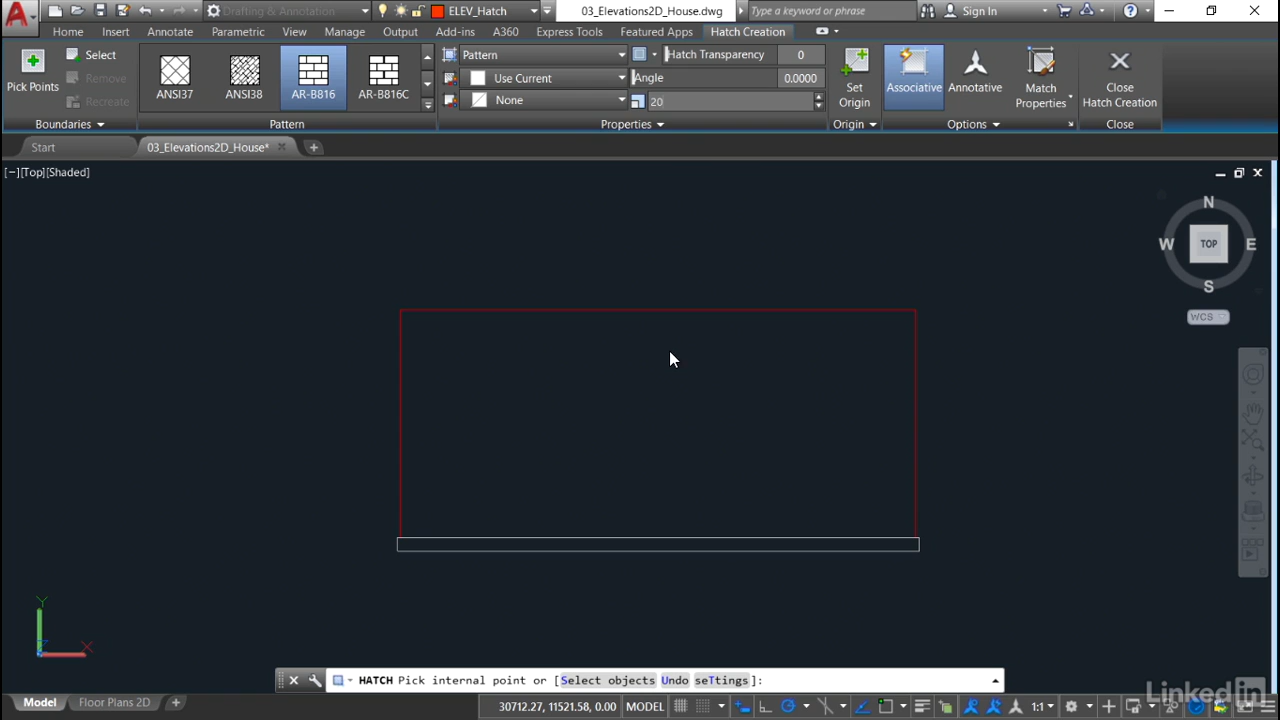 A Drafting & Annotation ELEV_Hatch 03_Elevations2D_House.dwg Type a keyword or phrase Sign In
Home Insert Annotate Parametric View Manage Output Add-ins A360 Express Tools Featured Apps Hatch Creation
Pick Points
Select
Remove
Recreate
Boundaries
ANSI37 ANSI38 AR-B816 AR-B816C
Pattern
Pattern Hatch Transparency 0
Use Current Angle 0.0000
None 20
Properties
Set
Origin
Origin
Associative Annotative Match
Properties
Options
Close
Hatch Creation
Close
Start 03_Elevations2D_House*
[−][Top][Shaded]
N
W TOP E
S
WCS
Y
X
HATCH Pick internal point or [Select objects Undo seTtings]:
Model Floor Plans 2D 30712.27, 11521.58, 0.00 MODEL 1:1
Linked in